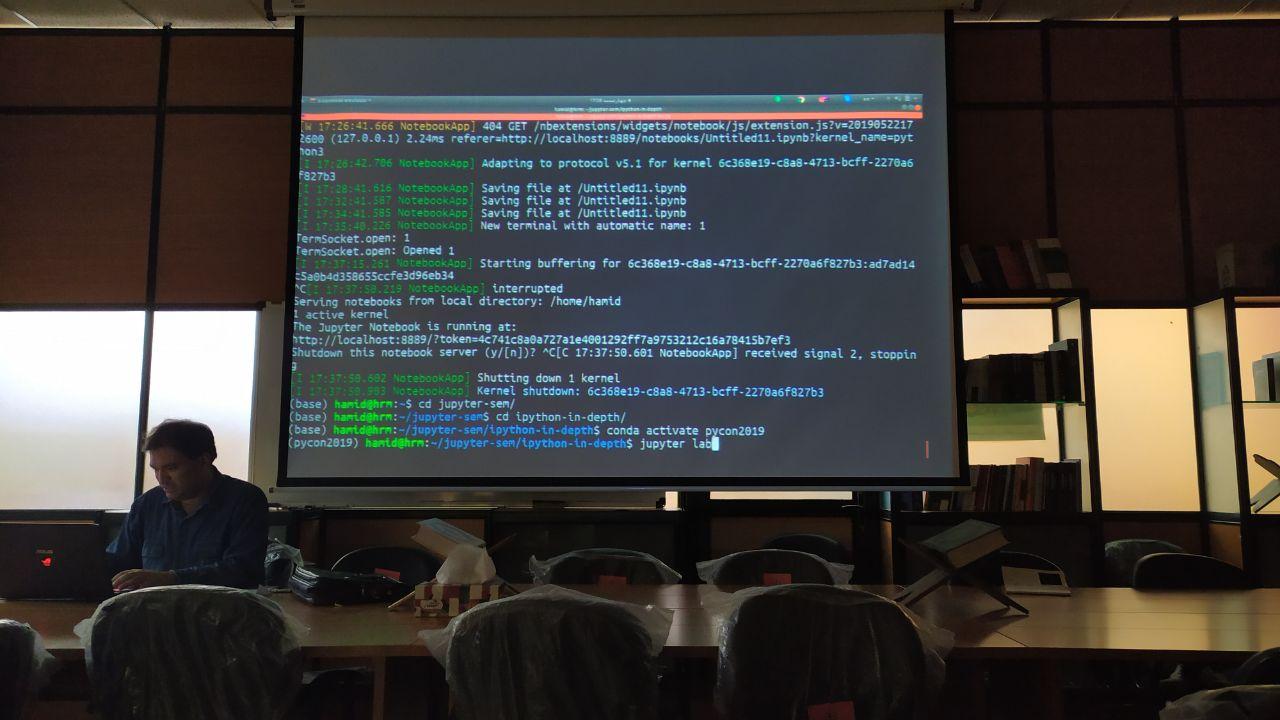 hamid@hrm: ~/jupyter-sem/ipython-in-depth
[W 17:26:41.666 NotebookApp] 404 GET /nbextensions/widgets/notebook/js/extension.js?v=2019052217
2600 (127.0.0.1) 2.24ms referer=http://localhost:8889/notebooks/Untitled11.ipynb?kernel_name=pyt
hon3
[I 17:26:42.706 NotebookApp] Adapting to protocol v5.1 for kernel 6c368e19-c8a8-4713-bcff-2270a6
f827b3
[I 17:28:41.616 NotebookApp] Saving file at /Untitled11.ipynb
[I 17:32:41.587 NotebookApp] Saving file at /Untitled11.ipynb
[I 17:34:41.585 NotebookApp] Saving file at /Untitled11.ipynb
[I 17:35:40.226 NotebookApp] New terminal with automatic name: 1
TermSocket.open: 1
TermSocket.open: Opened 1
[I 17:37:15.261 NotebookApp] Starting buffering for 6c368e19-c8a8-4713-bcff-2270a6f827b3:ad7ad14
c5a0b4d358655ccfe3d96eb34
^C[I 17:37:50.219 NotebookApp] interrupted
Serving notebooks from local directory: /home/hamid
1 active kernel
The Jupyter Notebook is running at:
http://localhost:8889/?token=4c741c8a0a727a1e4001292ff7a9753212c16a78415b7ef3
Shutdown this notebook server (y/[n])? ^C[C 17:37:50.601 NotebookApp] received signal 2, stoppin
g
[I 17:37:50.602 NotebookApp] Shutting down 1 kernel
[I 17:37:50.903 NotebookApp] Kernel shutdown: 6c368e19-c8a8-4713-bcff-2270a6f827b3
(base) hamid@hrm:~$ cd jupyter-sem/
(base) hamid@hrm:~/jupyter-sem$ cd ipython-in-depth/
(base) hamid@hrm:~/jupyter-sem/ipython-in-depth$ conda activate pycon2019
(pycon2019) hamid@hrm:~/jupyter-sem/ipython-in-depth$ jupyter lab
ASUS